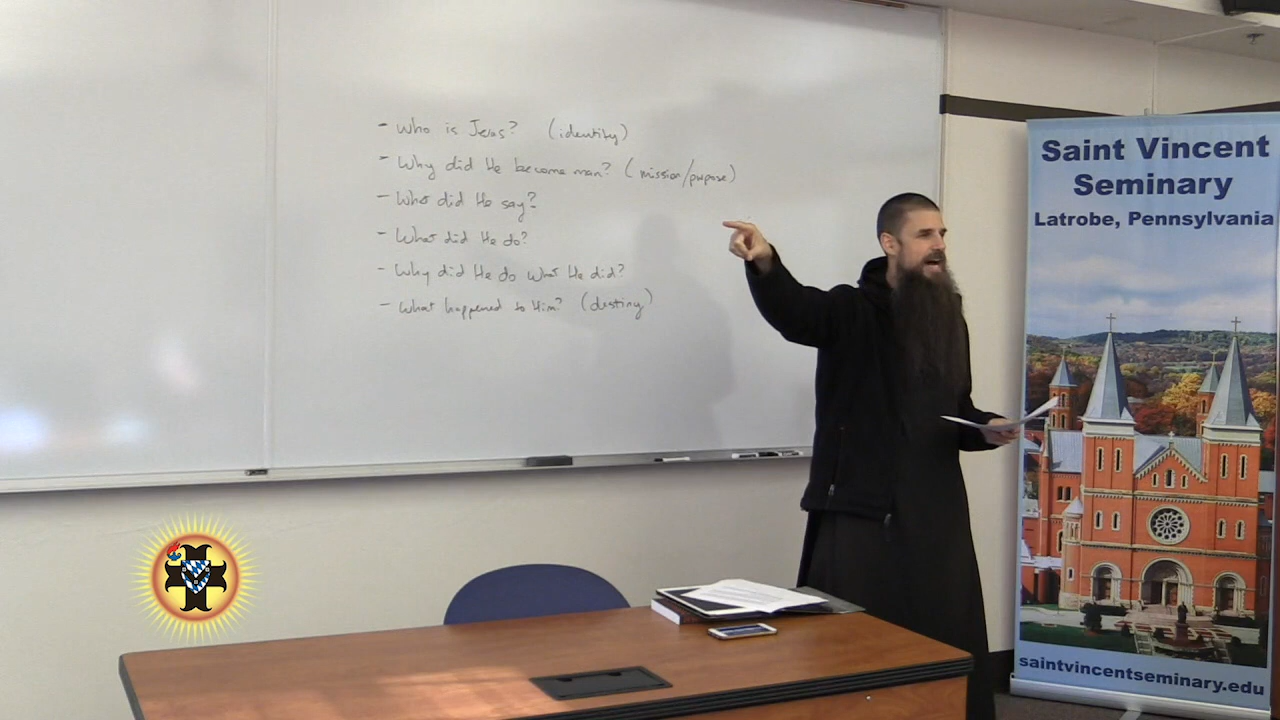 - Who is Jesus? (identity)
- Why did He become man? (mission/purpose)
- What did He say?
- What did He do?
- Why did He do what He did?
- What happened to Him? (destiny)
Saint Vincent
Seminary
Latrobe, Pennsylvania
saintvincentseminary.edu